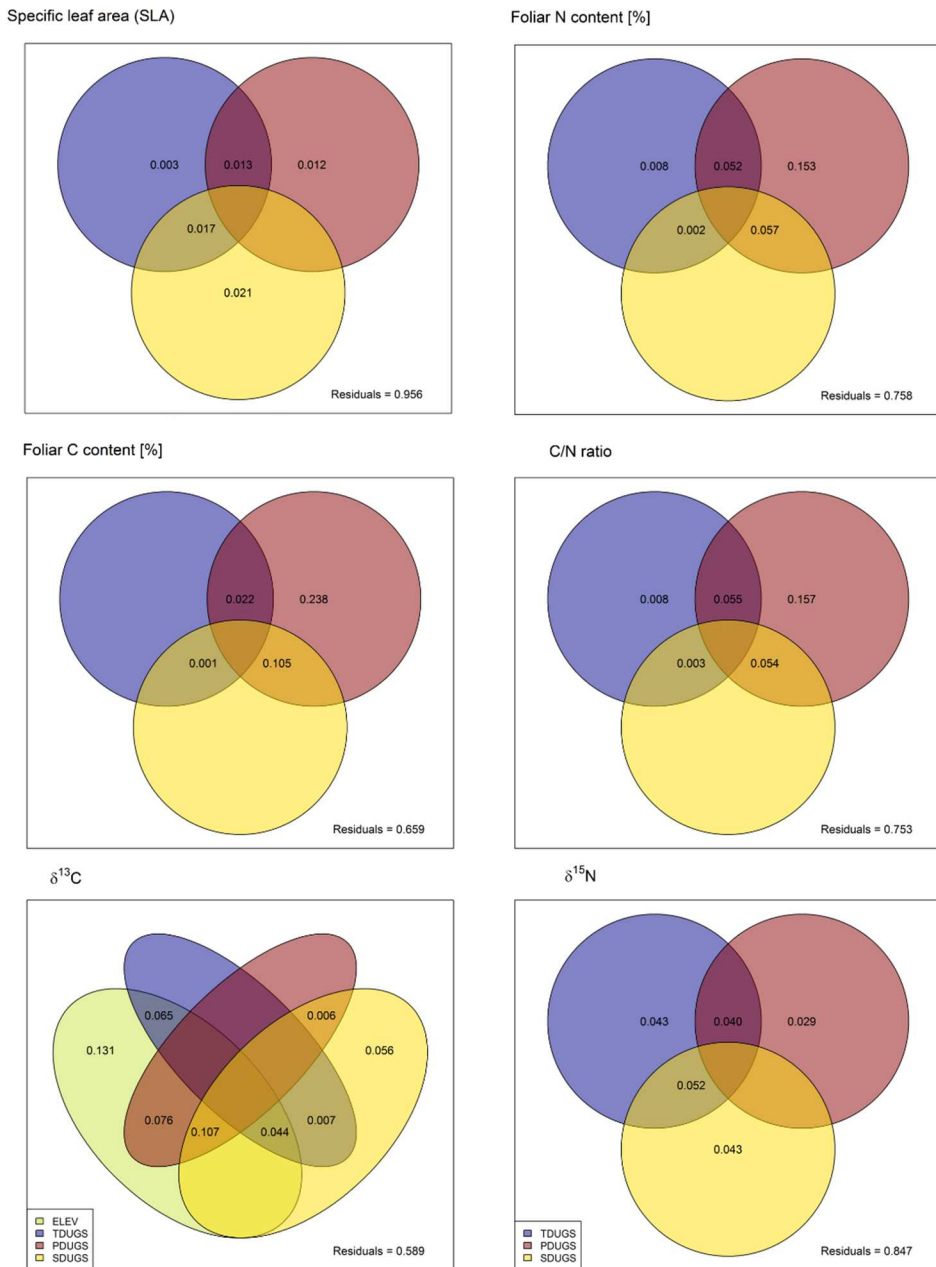 Specific leaf area (SLA)
0.003
0.013
0.012
0.017
0.021
Residuals = 0.956
Foliar N content [%]
0.008
0.052
0.153
0.002
0.057
Residuals = 0.758
Foliar C content [%]
0.022
0.238
0.001
0.105
Residuals = 0.659
C/N ratio
0.008
0.055
0.157
0.003
0.054
Residuals = 0.753
δ¹³C
0.065
0.006
0.131
0.056
0.076
0.107
0.044
0.007
ELEV
TDUGS
PDUGS
SDUGS
Residuals = 0.589
δ¹⁵N
0.043
0.040
0.029
0.052
0.043
TDUGS
PDUGS
SDUGS
Residuals = 0.847